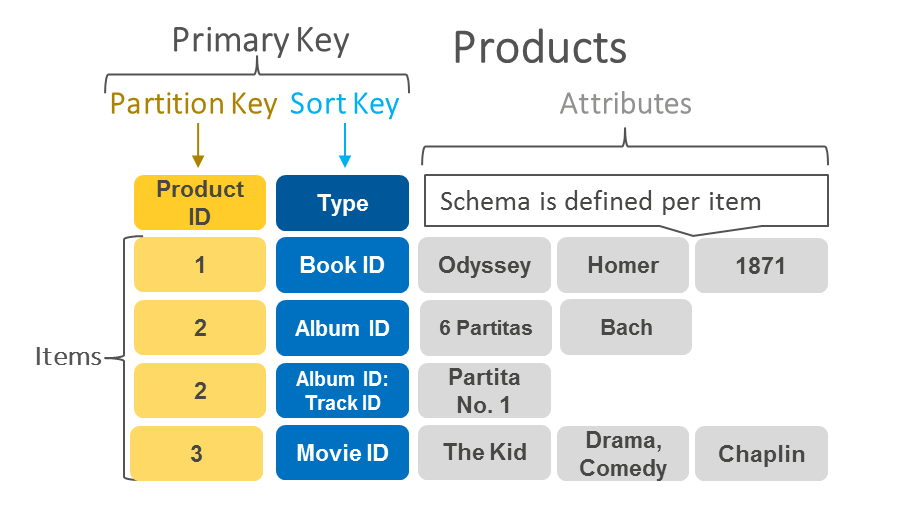 Primary Key
Products
Partition Key
Sort Key
Attributes
Product
ID
Type
Schema is defined per item
Items
1
Book ID
Odyssey
Homer
1871
2
Album ID
6 Partitas
Bach
2
Album ID:
Track ID
Partita
No. 1
3
Movie ID
The Kid
Drama,
Comedy
Chaplin